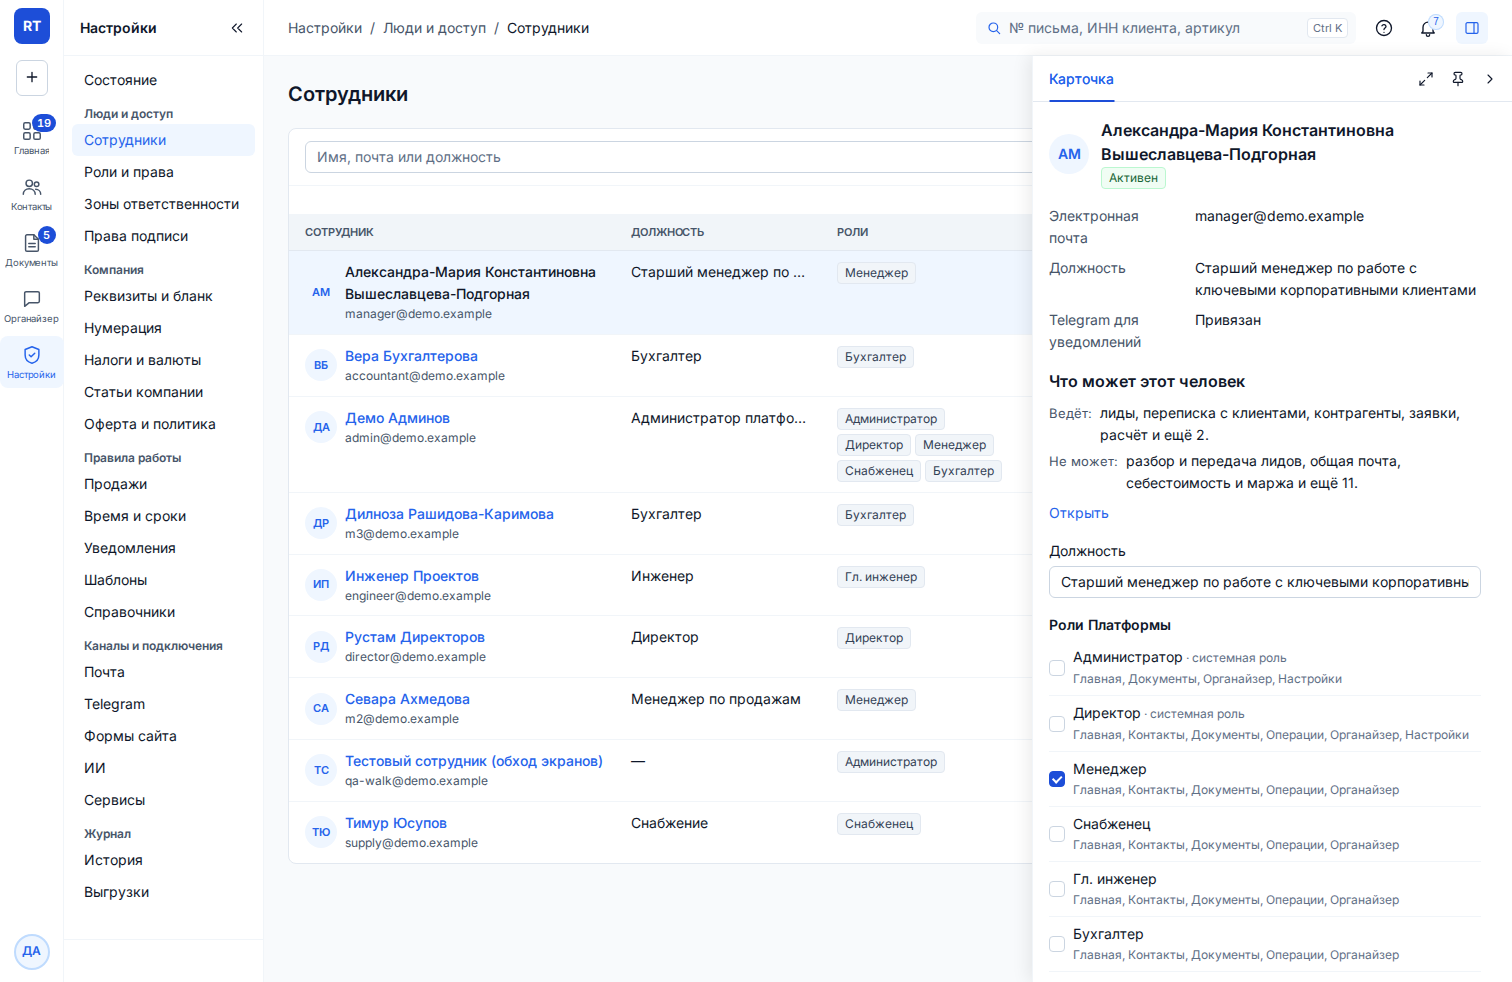 RT
Главная
19
Контакты
Документы
5
Органайзер
Настройки
ДА
Настройки
Состояние
Люди и доступ
Сотрудники
Роли и права
Зоны ответственности
Права подписи
Компания
Реквизиты и бланк
Нумерация
Налоги и валюты
Статьи компании
Оферта и политика
Правила работы
Продажи
Время и сроки
Уведомления
Шаблоны
Справочники
Каналы и подключения
Почта
Telegram
Формы сайта
ИИ
Сервисы
Журнал
История
Выгрузки
Настройки / Люди и доступ / Сотрудники
№ письма, ИНН клиента, артикул
Ctrl K
7
Сотрудники
Имя, почта или должность
СОТРУДНИК ДОЛЖНОСТЬ РОЛИ
АМ
Александра-Мария Константиновна
Вышеславцева-Подгорная
manager@demo.example
Старший менеджер по ...
Менеджер
ВБ
Вера Бухгалтерова
accountant@demo.example
Бухгалтер
Бухгалтер
ДА
Демо Админов
admin@demo.example
Администратор платфо...
Администратор
Директор Менеджер
Снабженец Бухгалтер
ДР
Дилноза Рашидова-Каримова
m3@demo.example
Бухгалтер
Бухгалтер
ИП
Инженер Проектов
engineer@demo.example
Инженер
Гл. инженер
РД
Рустам Директоров
director@demo.example
Директор
Директор
СА
Севара Ахмедова
m2@demo.example
Менеджер по продажам
Менеджер
ТС
Тестовый сотрудник (обход экранов)
qa-walk@demo.example
—
Администратор
ТЮ
Тимур Юсупов
supply@demo.example
Снабжение
Снабженец
Карточка
АМ
Александра-Мария Константиновна
Вышеславцева-Подгорная
Активен
Электронная
почта
manager@demo.example
Должность
Старший менеджер по работе с
ключевыми корпоративными клиентами
Telegram для
уведомлений
Привязан
Что может этот человек
Ведёт: лиды, переписка с клиентами, контрагенты, заявки,
расчёт и ещё 2.
Не может: разбор и передача лидов, общая почта,
себестоимость и маржа и ещё 11.
Открыть
Должность
Старший менеджер по работе с ключевыми корпоративнь
Роли Платформы
Администратор · системная роль
Главная, Документы, Органайзер, Настройки
Директор · системная роль
Главная, Контакты, Документы, Операции, Органайзер, Настройки
Менеджер
Главная, Контакты, Документы, Операции, Органайзер
Снабженец
Главная, Контакты, Документы, Операции, Органайзер
Гл. инженер
Главная, Контакты, Документы, Операции, Органайзер
Бухгалтер
Главная, Контакты, Документы, Операции, Органайзер